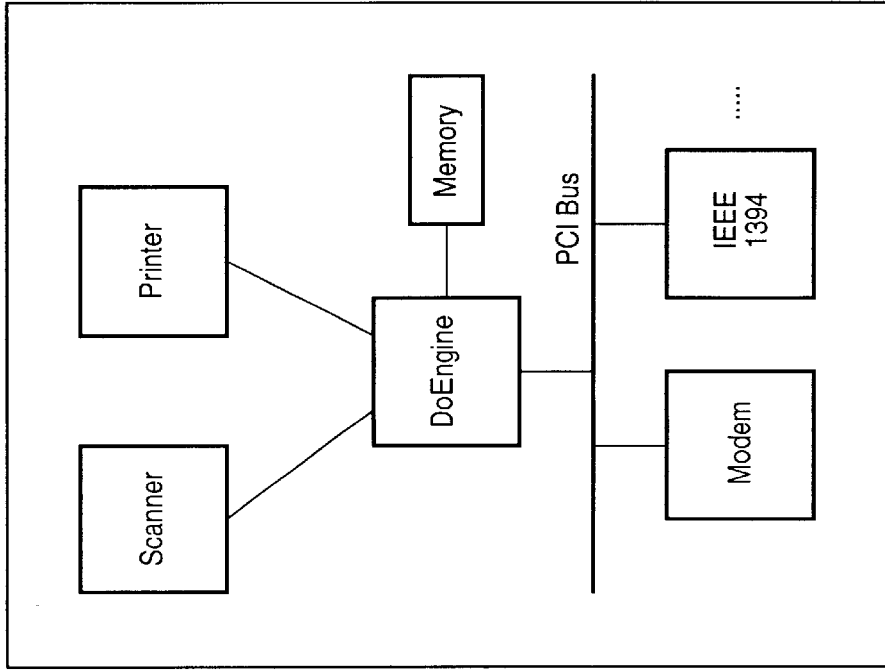 Scanner
Printer
DoEngine
Memory
PCI Bus
Modem
IEEE
1394
.....